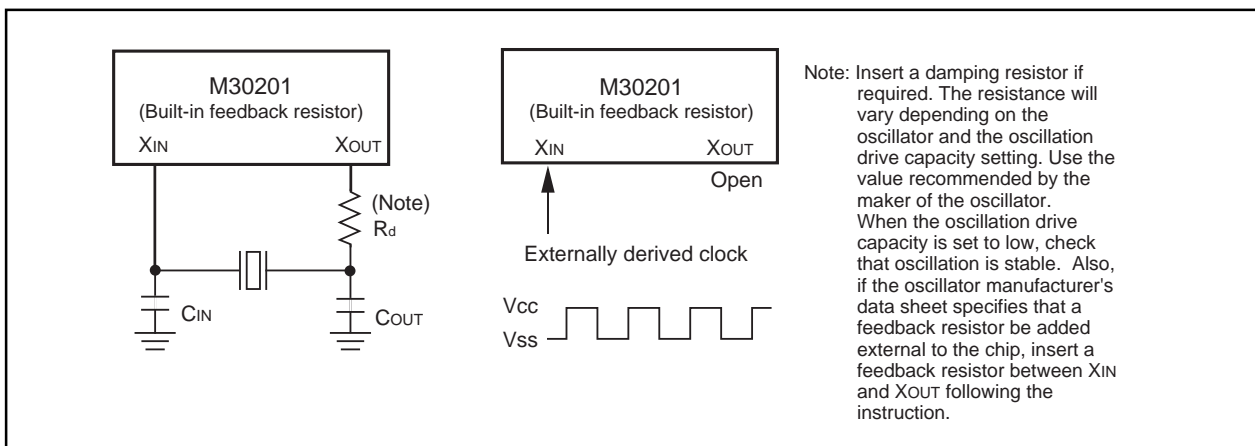 M30201
(Built-in feedback resistor)
XIN XOUT
(Note)
Rd
CIN
COUT
M30201
(Built-in feedback resistor)
XIN XOUT
Open
Externally derived clock
Vcc
Vss
Note: Insert a damping resistor if
required. The resistance will
vary depending on the
oscillator and the oscillation
drive capacity setting. Use the
value recommended by the
maker of the oscillator.
When the oscillation drive
capacity is set to low, check
that oscillation is stable. Also,
if the oscillator manufacturer's
data sheet specifies that a
feedback resistor be added
external to the chip, insert a
feedback resistor between XIN
and XOUT following the
instruction.